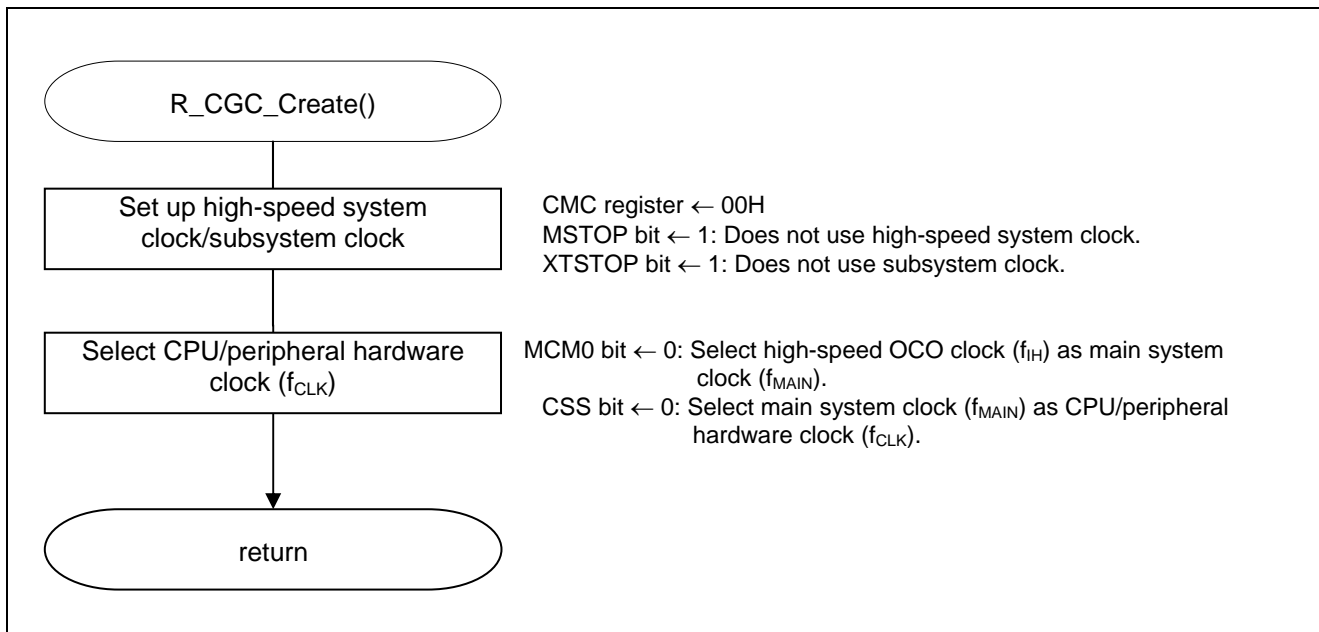 R_CGC_Create()
Set up high-speed system
clock/subsystem clock
CMC register ← 00H
MSTOP bit ← 1: Does not use high-speed system clock.
XTSTOP bit ← 1: Does not use subsystem clock.
Select CPU/peripheral hardware
clock (fCLK)
MCM0 bit ← 0: Select high-speed OCO clock (fIH) as main system
clock (fMAIN).
CSS bit ← 0: Select main system clock (fMAIN) as CPU/peripheral
hardware clock (fCLK).
return